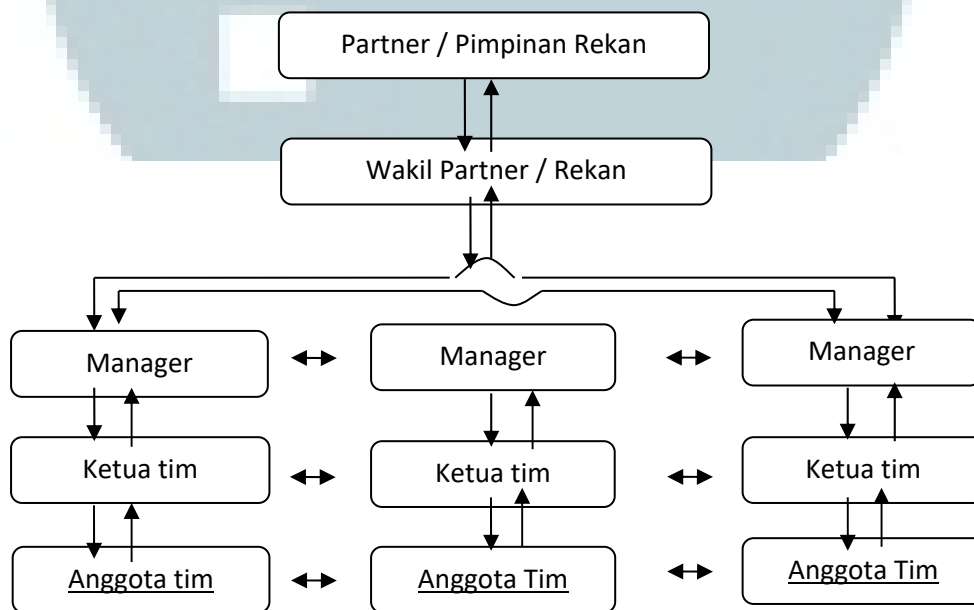 Partner / Pimpinan Rekan
Wakil Partner / Rekan
Manager
Manager
Manager
Ketua tim
Ketua tim
Ketua tim
Anggota tim
Anggota Tim
Anggota Tim